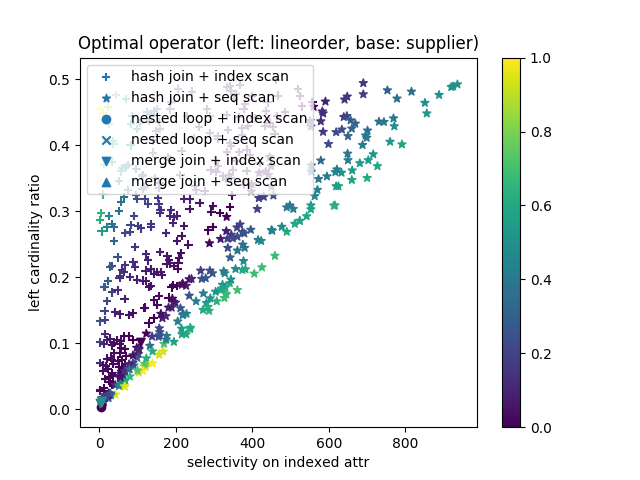 Optimal operator (left: lineorder, base: supplier)
hash join + index scan
hash join + seq scan
nested loop + index scan
nested loop + seq scan
merge join + index scan
merge join + seq scan
0.5
0.4
0.3
0.2
0.1
0.0
left cardinality ratio
0 200 400 600 800
selectivity on indexed attr
1.0
0.8
0.6
0.4
0.2
0.0